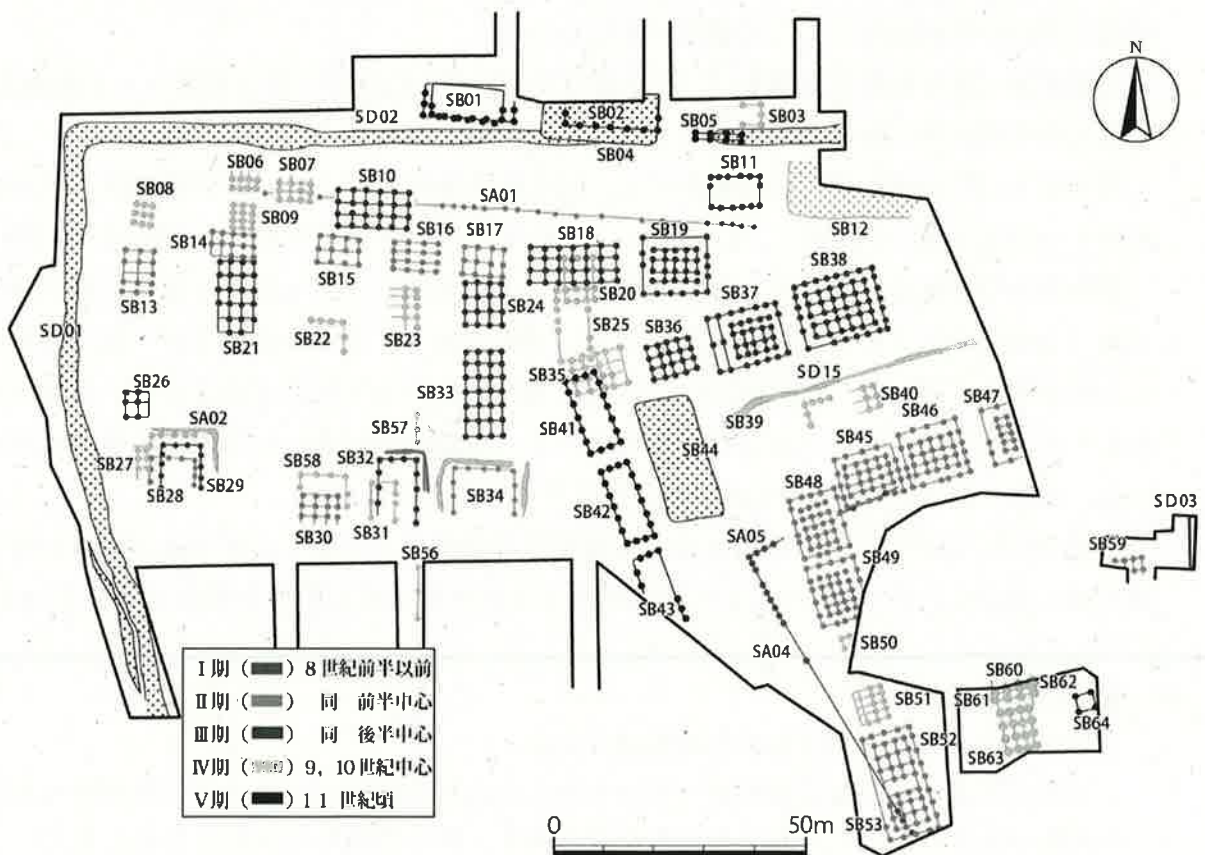 N
SB01
SB02
SB03
SD02
SB05
SB04
SB06
SB07
SB10
SB11
SB08
SA01
SB09
SB16
SB17
SB18
SB19
SB12
SB14
SB38
SB15
SB13
SB24
SB20
SB37
SD01
SB21
SB22
SB23
SB25
SB36
SD15
SB35
SB26
SB33
SB40
SB47
SB39
SB46
SA02
SB57
SB41
SB44
SB45
SB27
SB58
SB32
SB48
SB28
SB29
SB34
SB42
SD03
SB30
SB31
SA05
SB59
SB56
SB49
SB43
SB50
SA04
SB60
SB62
SB51
SB61
SB64
SB52
SB63
SB53
Ⅰ期 ( ) 8世紀前半以前
Ⅱ期 ( ) 同 前半中心
Ⅲ期 ( ) 同 後半中心
Ⅳ期 ( ) 9, 10世紀中心
Ⅴ期 ( ) 11世紀頃
0 50m